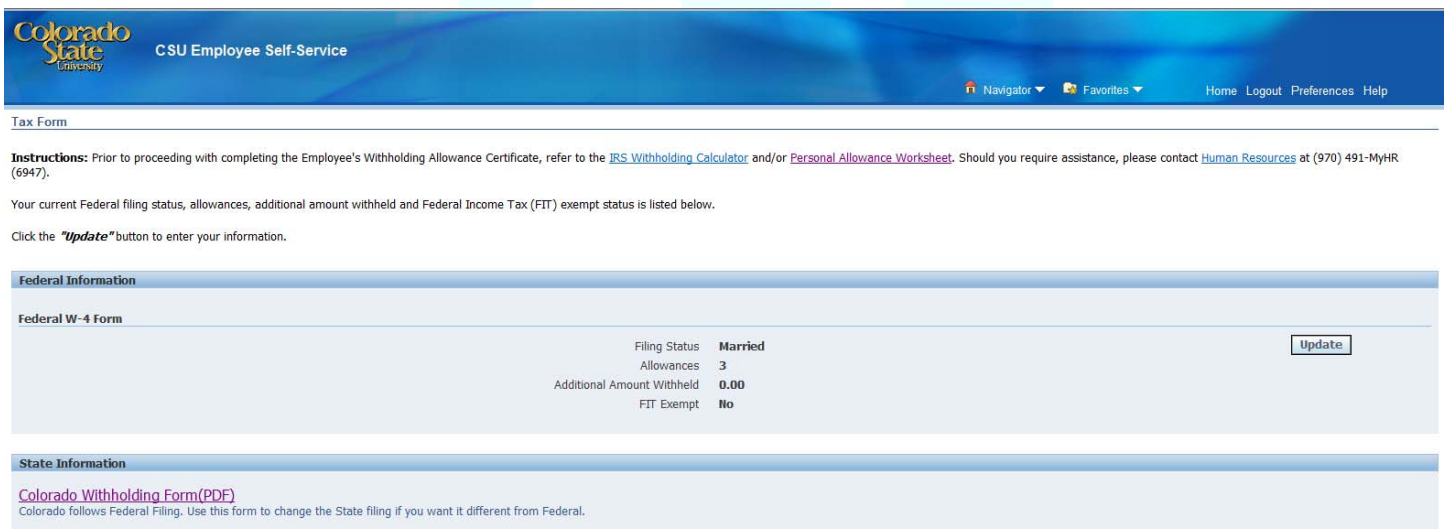 Colorado
State
University
CSU Employee Self-Service
Navigator Favorites Home Logout Preferences Help
Tax Form
Instructions: Prior to proceeding with completing the Employee's Withholding Allowance Certificate, refer to the IRS Withholding Calculator and/or Personal Allowance Worksheet. Should you require assistance, please contact Human Resources at (970) 491-MyHR
(6947).
Your current Federal filing status, allowances, additional amount withheld and Federal Income Tax (FIT) exempt status is listed below.
Click the "Update" button to enter your information.
Federal Information
Federal W-4 Form
Filing Status Married Update
Allowances 3
Additional Amount Withheld 0.00
FIT Exempt No
State Information
Colorado Withholding Form(PDF)
Colorado follows Federal Filing. Use this form to change the State filing if you want it different from Federal.